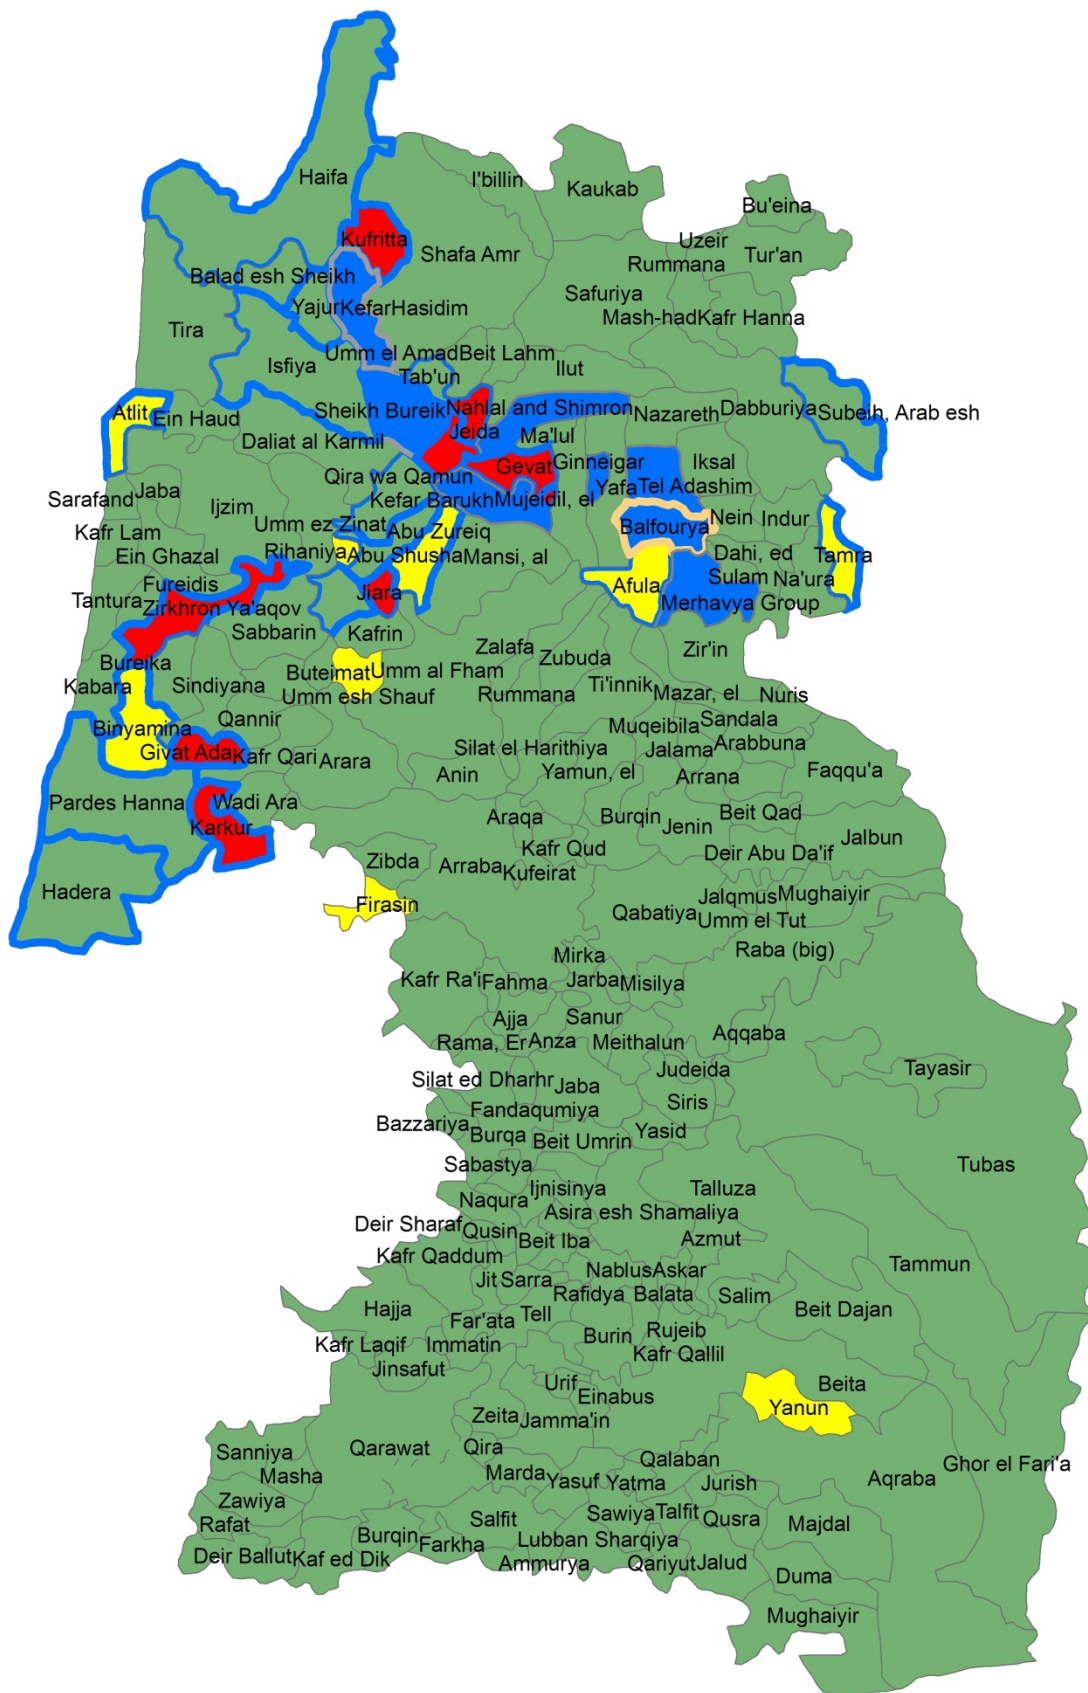 I'billin
Kaukab
Haifa
Bu'eina
Kufritta
Uzeir
Shafa Amr
Rummana
Tur'an
Balad esh Sheikh
Safuriya
Yajur
Kefar Hasidim
Mash-had
Kafr Hanna
Tira
Isfiya
Umm el Amad
Beit Lahm
Ilut
Tab'un
Atlit
Ein Haud
Sheikh Bureik
Nahlal and Shimron
Nazareth
Dabburiya
Subeih, Arab esh
Daliat al Karmil
Jeida
Ma'lul
Gevat
Ginneigar
Iksal
Qira wa Qamun
Yafa
Tel Adashim
Sarafand
Jaba
Ijzim
Kefar Barukh
Mujeidil, el
Kafr Lam
Umm ez Zinat
Abu Zureiq
Balfourya
Nein
Indur
Ein Ghazal
Rihaniya
Abu Shusha
Mansi, al
Dahi, ed
Tamra
Fureidis
Jiara
Afula
Sulam
Na'ura
Tantura
Zirkhron Ya'aqov
Merhavya Group
Sabbarin
Kafrin
Bureika
Zalafa
Zubuda
Zir'in
Kabara
Sindiyana
Buteimat
Umm al Fham
Umm esh Shauf
Rummana
Ti'innik
Mazar, el
Nuris
Binyamina
Qannir
Muqeibila
Sandala
Givat Ada
Kafr Qari
Arara
Silat el Harithiya
Jalama
Arabbuna
Anin
Yamun, el
Arrana
Faqqu'a
Pardes Hanna
Wadi Ara
Karkur
Araqa
Burqin
Jenin
Beit Qad
Jalbun
Zibda
Arraba
Kafr Qud
Kufeirat
Deir Abu Da'if
Hadera
Firasin
Qabatiya
Jalqmus
Mughaiyir
Umm el Tut
Raba (big)
Mirka
Kafr Ra'i
Fahma
Jarba
Misilya
Ajja
Sanur
Rama, Er
Anza
Meithalun
Aqqaba
Tayasir
Silat ed Dharhr
Jaba
Judeida
Fandaqumiya
Siris
Bazzariya
Burqa
Beit Umrin
Yasid
Sabastya
Tubas
Ijnisinya
Talluza
Naqura
Asira esh Shamaliya
Deir Sharaf
Qusin
Beit Iba
Azmut
Kafr Qaddum
Tammun
Jit
Sarra
Nablus
Askar
Rafidya
Balata
Salim
Beit Dajan
Hajja
Far'ata
Tell
Kafr Laqif
Immatin
Burin
Rujeib
Kafr Qallil
Jinsafut
Urif
Einabus
Beita
Yanun
Zeita
Jamma'in
Sanniya
Qarawat
Qira
Masha
Marda
Yasuf
Yatma
Qalaban
Jurish
Aqraba
Ghor el Fari'a
Zawiya
Rafat
Salfit
Sawiya
Talfit
Qusra
Majdal
Burqin
Farkha
Lubban Sharqiya
Deir Ballut
Kaf ed Dik
Ammurya
Qariyut
Jalud
Duma
Mughaiyir